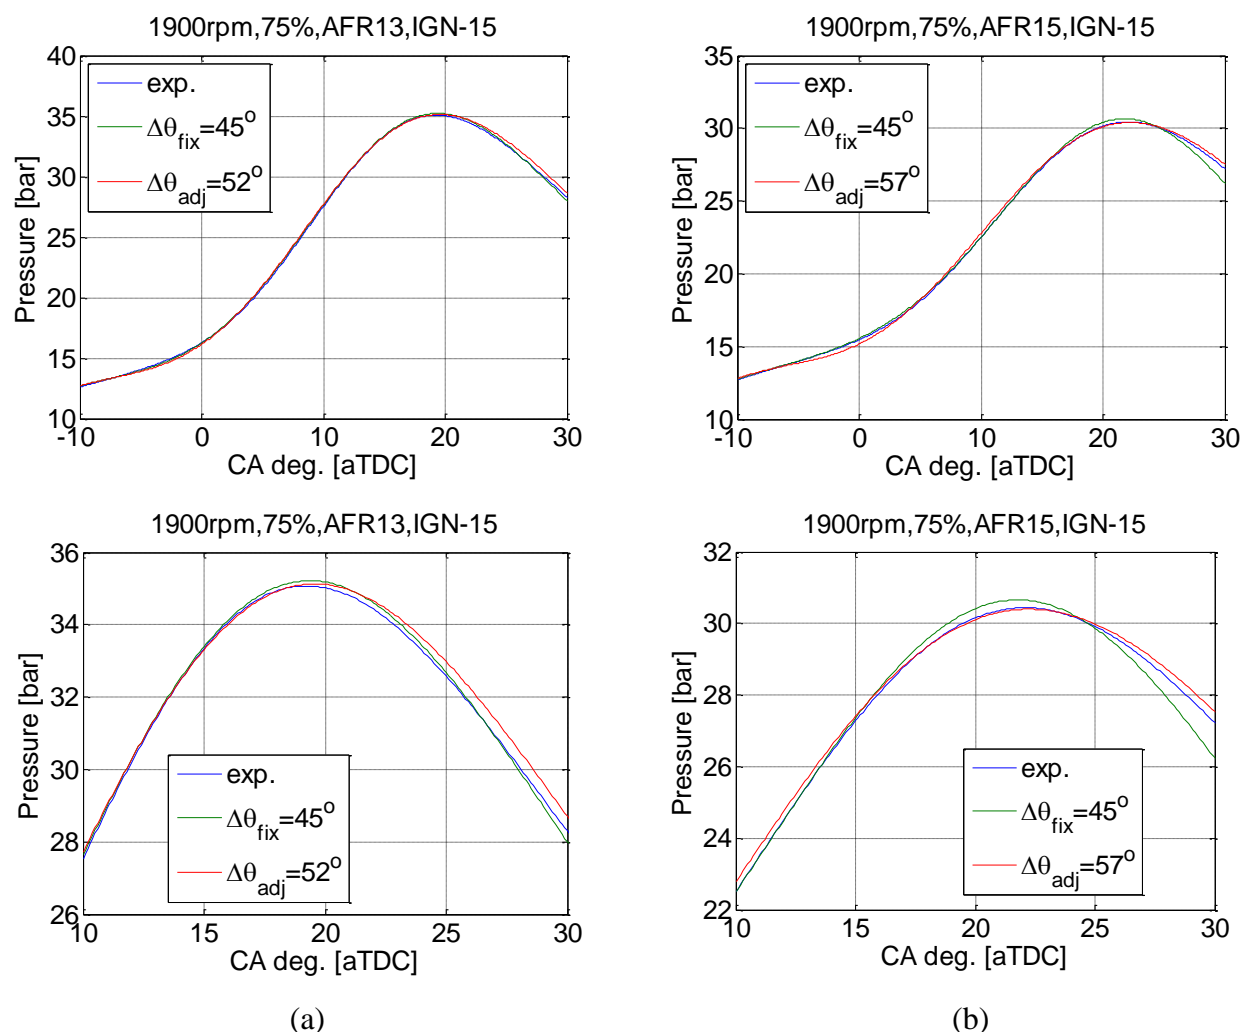 1900rpm,75%,AFR13,IGN-15
40
35
30
25
20
15
10
-10
0
10
20
30
Pressure [bar]
CA deg. [aTDC]
exp.
Δθfix=45o
Δθadj=52o
1900rpm,75%,AFR15,IGN-15
35
30
25
20
15
10
-10
0
10
20
30
Pressure [bar]
CA deg. [aTDC]
exp.
Δθfix=45o
Δθadj=57o
1900rpm,75%,AFR13,IGN-15
36
34
32
30
28
26
10
15
20
25
30
Pressure [bar]
CA deg. [aTDC]
exp.
Δθfix=45o
Δθadj=52o
(a)
1900rpm,75%,AFR15,IGN-15
32
30
28
26
24
22
10
15
20
25
30
Pressure [bar]
CA deg. [aTDC]
exp.
Δθfix=45o
Δθadj=57o
(b)